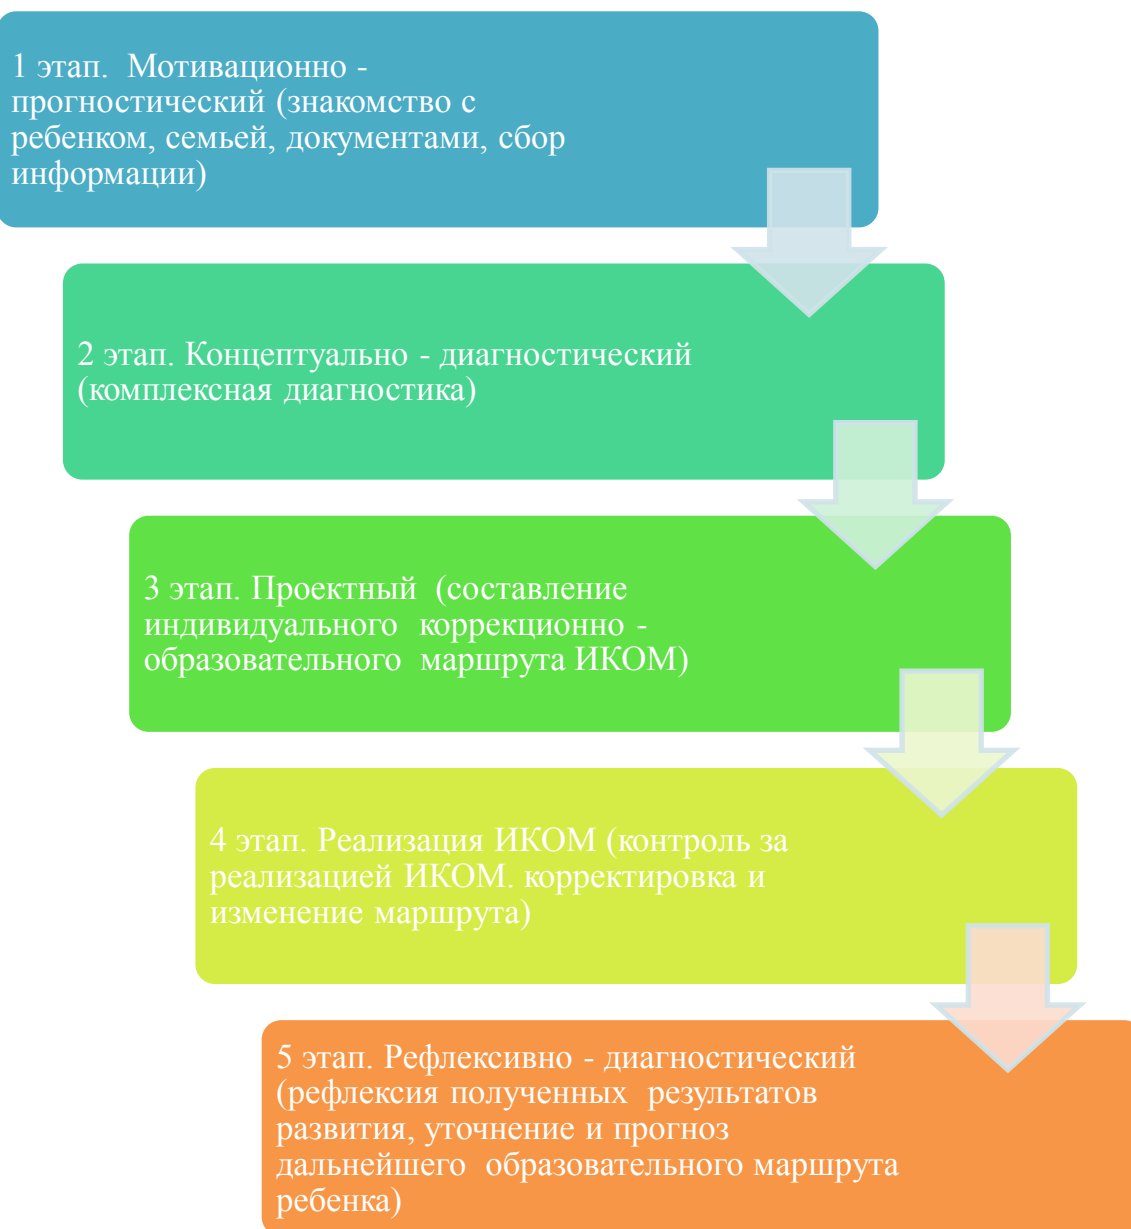 1 этап.  Мотивационно -
прогностический (знакомство с
ребенком, семьей, документами, сбор
информации)
2 этап. Концептуально - диагностический
(комплексная диагностика)
3 этап. Проектный  (составление
индивидуального  коррекционно -
образовательного  маршрута ИКОМ)
4 этап. Реализация ИКОМ (контроль за
реализацией ИКОМ. корректировка и
изменение маршрута)
5 этап. Рефлексивно - диагностический
(рефлексия полученных  результатов
развития, уточнение и прогноз
дальнейшего  образовательного маршрута
ребенка)